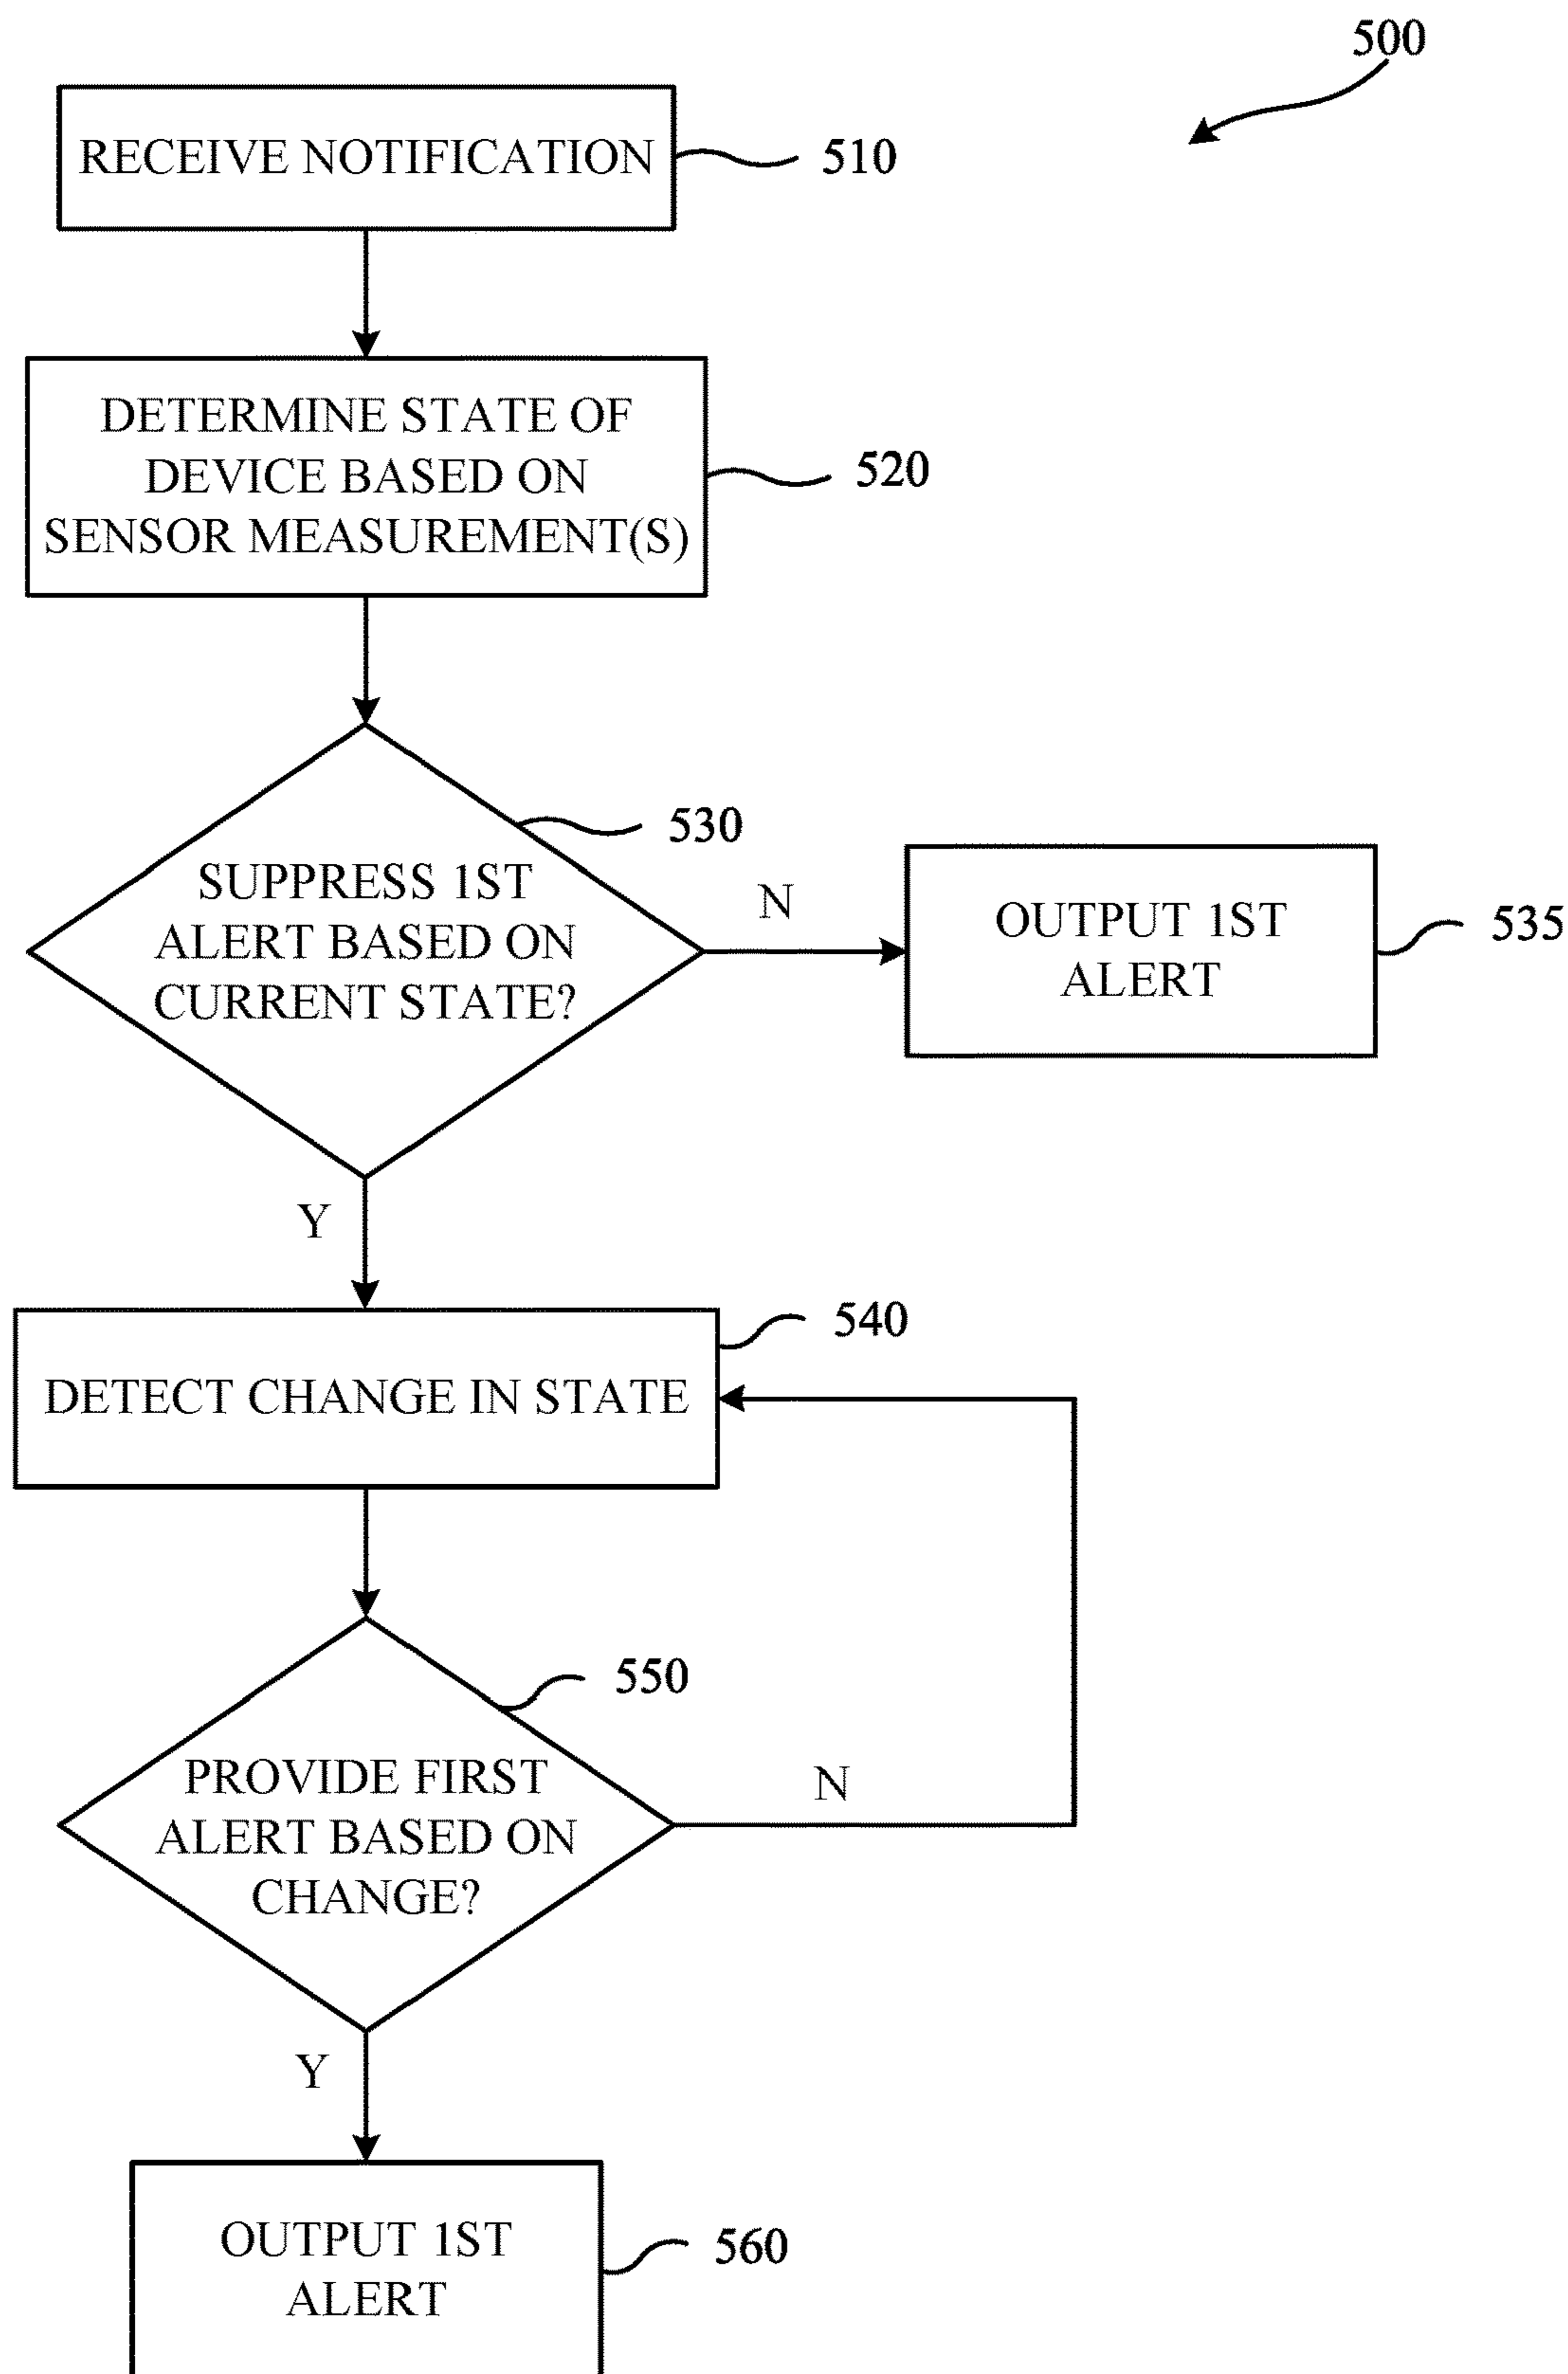 500
RECEIVE NOTIFICATION
510
DETERMINE STATE OF
DEVICE BASED ON
SENSOR MEASUREMENT(S)
520
530
SUPPRESS 1ST
ALERT BASED ON
CURRENT STATE?
N
OUTPUT 1ST
ALERT
535
Y
540
DETECT CHANGE IN STATE
550
PROVIDE FIRST
ALERT BASED ON
CHANGE?
N
Y
OUTPUT 1ST
ALERT
560